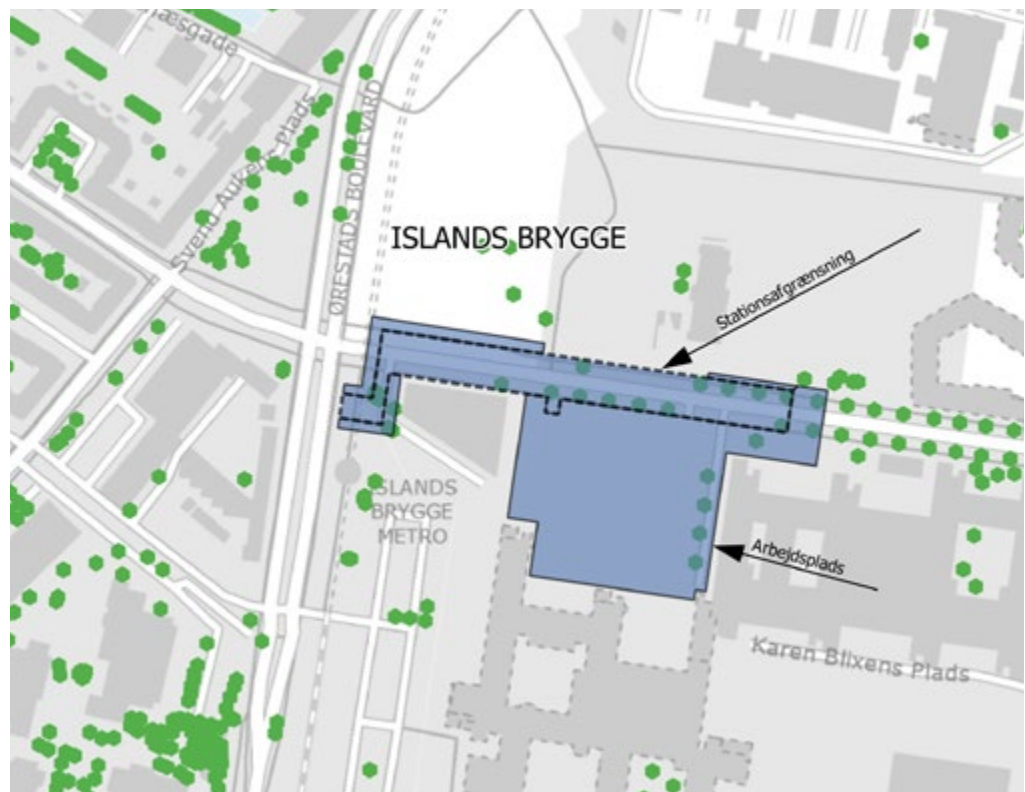 Svend Aukens Plads
ØRESTADS BOULEVARD
ISLANDS BRYGGE
Stationsafgrænsning
ISLANDS
BRYGGE
METRO
Arbejdsplads
Karen Blixens Plads